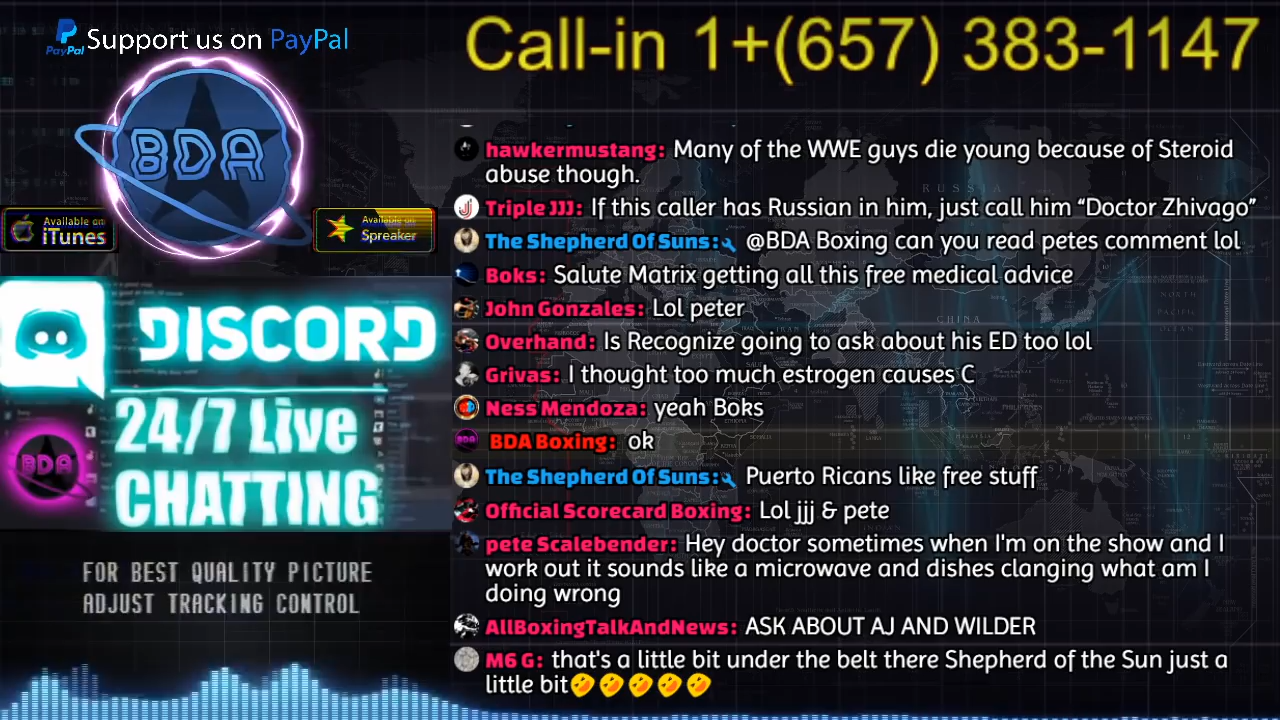 PayPal
Support us on PayPal
Call-in 1+(657) 383-1147
BDA
Available on
iTunes
Available on
Spreaker
DISCORD
24/7 Live
CHATTING
BDA
FOR BEST QUALITY PICTURE
ADJUST TRACKING CONTROL
hawkermustang: Many of the WWE guys die young because of Steroid
abuse though.
Triple JJJ: If this caller has Russian in him, just call him “Doctor Zhivago”
The Shepherd Of Suns: @BDA Boxing can you read petes comment lol
Boks: Salute Matrix getting all this free medical advice
John Gonzales: Lol peter
Overhand: Is Recognize going to ask about his ED too lol
Grivas: I thought too much estrogen causes C
Ness Mendoza: yeah Boks
BDA Boxing: ok
The Shepherd Of Suns: Puerto Ricans like free stuff
Official Scorecard Boxing: Lol jjj & pete
pete Scalebender: Hey doctor sometimes when I'm on the show and I
work out it sounds like a microwave and dishes clanging what am I
doing wrong
AllBoxingTalkAndNews: ASK ABOUT AJ AND WILDER
M6 G: that's a little bit under the belt there Shepherd of the Sun just a
little bit🤣🤣🤣🤣🤣
RUSSIA
CHINA